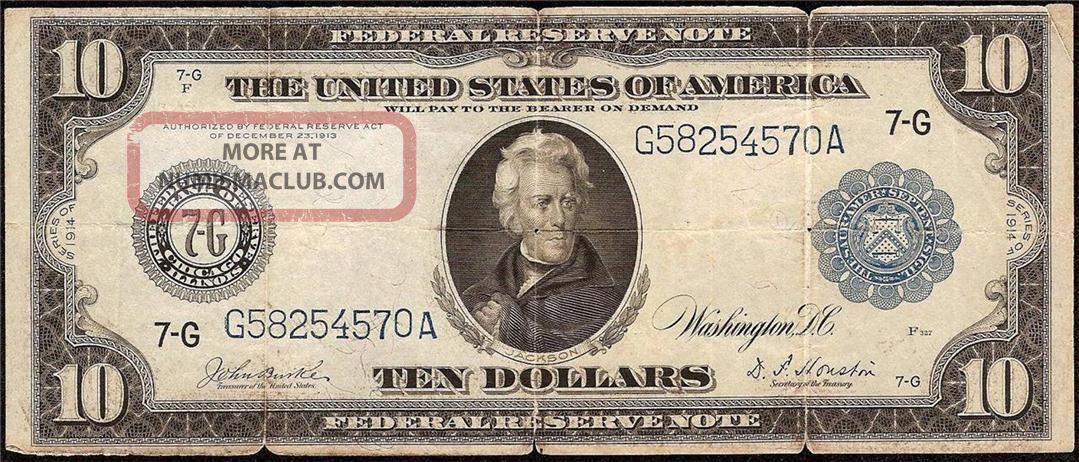 FEDERAL RESERVE NOTE
10
10
7-G
F
THE UNITED STATES OF AMERICA
WILL PAY TO THE BEARER ON DEMAND
AUTHORIZED BY FEDERAL RESERVE ACT
OF DECEMBER 23, 1913
MORE AT
NUMISMACLUB.COM
G58254570A
7-G
SERIES OF
1914
7-G
CHICAGO
ILLINOIS
SERIES OF
1914
G58254570A
7-G
JACKSON
Washington, D.C.
F 327
John Burke
Treasurer of the United States.
TEN DOLLARS
D. F. Houston
Secretary of the Treasury.
7-G
10
10
FEDERAL RESERVE NOTE